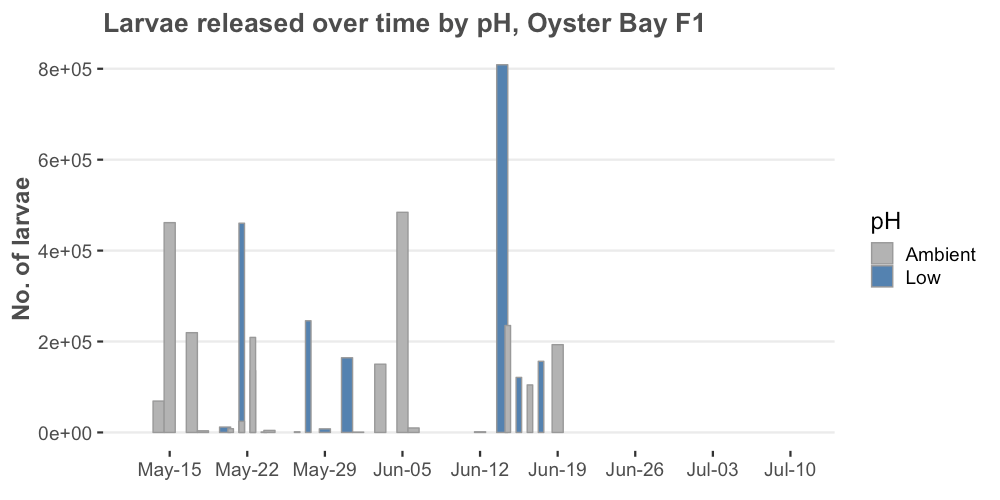 Larvae released over time by pH, Oyster Bay F1
No. of larvae
8e+05
6e+05
4e+05
2e+05
0e+00
May-15 May-22 May-29 Jun-05 Jun-12 Jun-19 Jun-26 Jul-03 Jul-10
pH
Ambient
Low